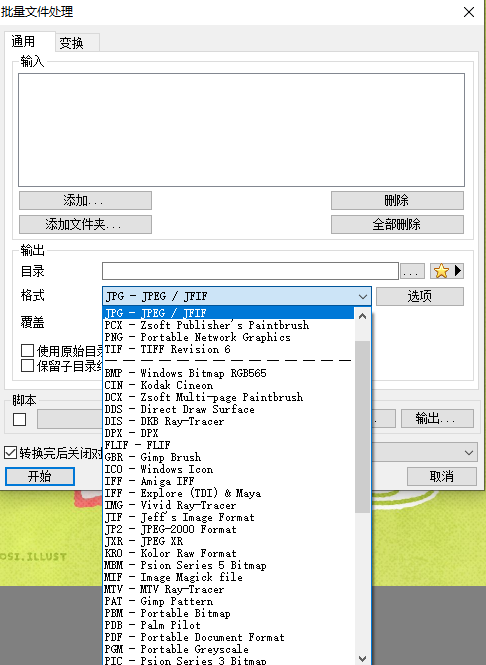 批量文件处理
通用 变换
输入
添加... 删除
添加文件夹... 全部删除
输出
目录 ...
格式 JPG - JPEG / JFIF 选项
覆盖
使用原始目录
保留子目录
脚本
... 输出...
转换完后关闭对
开始 取消
JPG - JPEG / JFIF
PCX - Zsoft Publisher's Paintbrush
PNG - Portable Network Graphics
TIF - TIFF Revision 6
BMP - Windows Bitmap RGB565
CIN - Kodak Cineon
DCX - Zsoft Multi-page Paintbrush
DDS - Direct Draw Surface
DIS - DKB Ray-Tracer
DPX - DPX
FLIF - FLIF
GBR - Gimp Brush
ICO - Windows Icon
IFF - Amiga IFF
IFF - Explore (TDI) & Maya
IMG - Vivid Ray-Tracer
JIF - Jeff's Image Format
JP2 - JPEG-2000 Format
JXR - JPEG XR
KRO - Kolor Raw Format
MBM - Psion Series 5 Bitmap
MIF - Image Magick file
MTV - MTV Ray-Tracer
PAT - Gimp Pattern
PBM - Portable Bitmap
PDB - Palm Pilot
PDF - Portable Document Format
PGM - Portable Greyscale
PIC - Psion Series 3 Bitmap
OSI.ILLUST